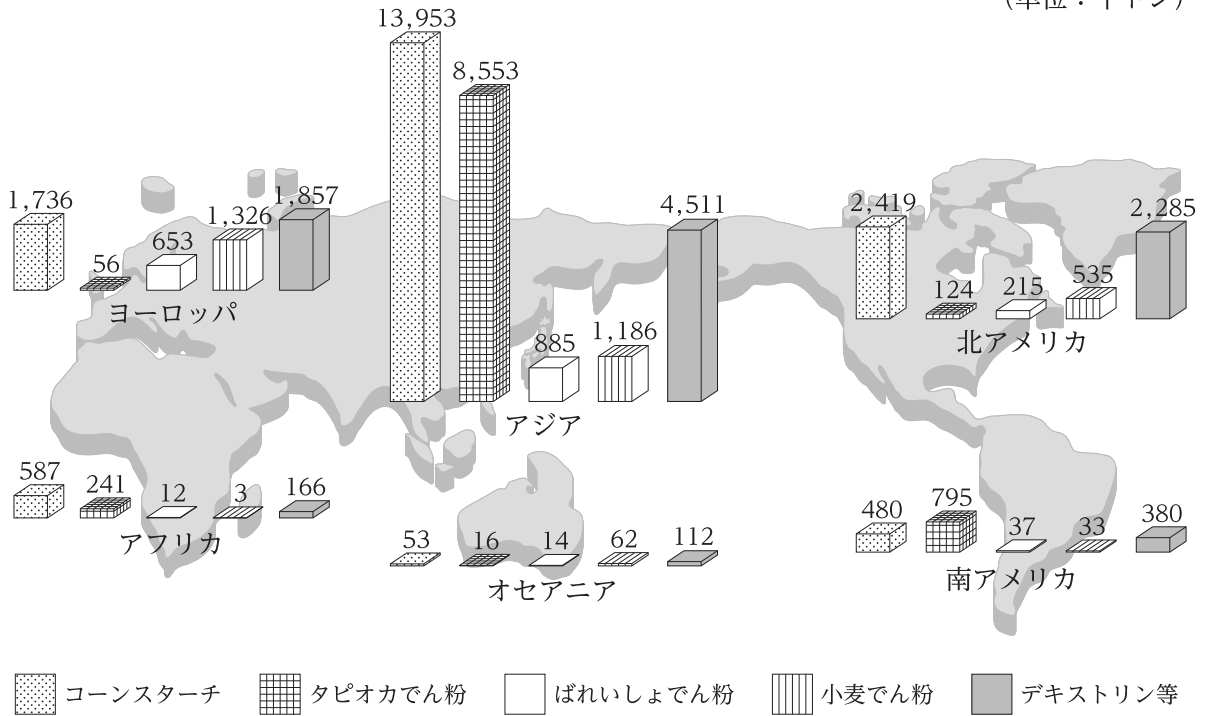 (単位：千トン)
13,953
8,553
4,511
885
1,186
アジア
1,736
56
653
1,326
1,857
ヨーロッパ
2,419
124
215
535
2,285
北アメリカ
587
241
12
3
166
アフリカ
53
16
14
62
112
オセアニア
480
795
37
33
380
南アメリカ
コーンスターチ
タピオカでん粉
ばれいしょでん粉
小麦でん粉
デキストリン等